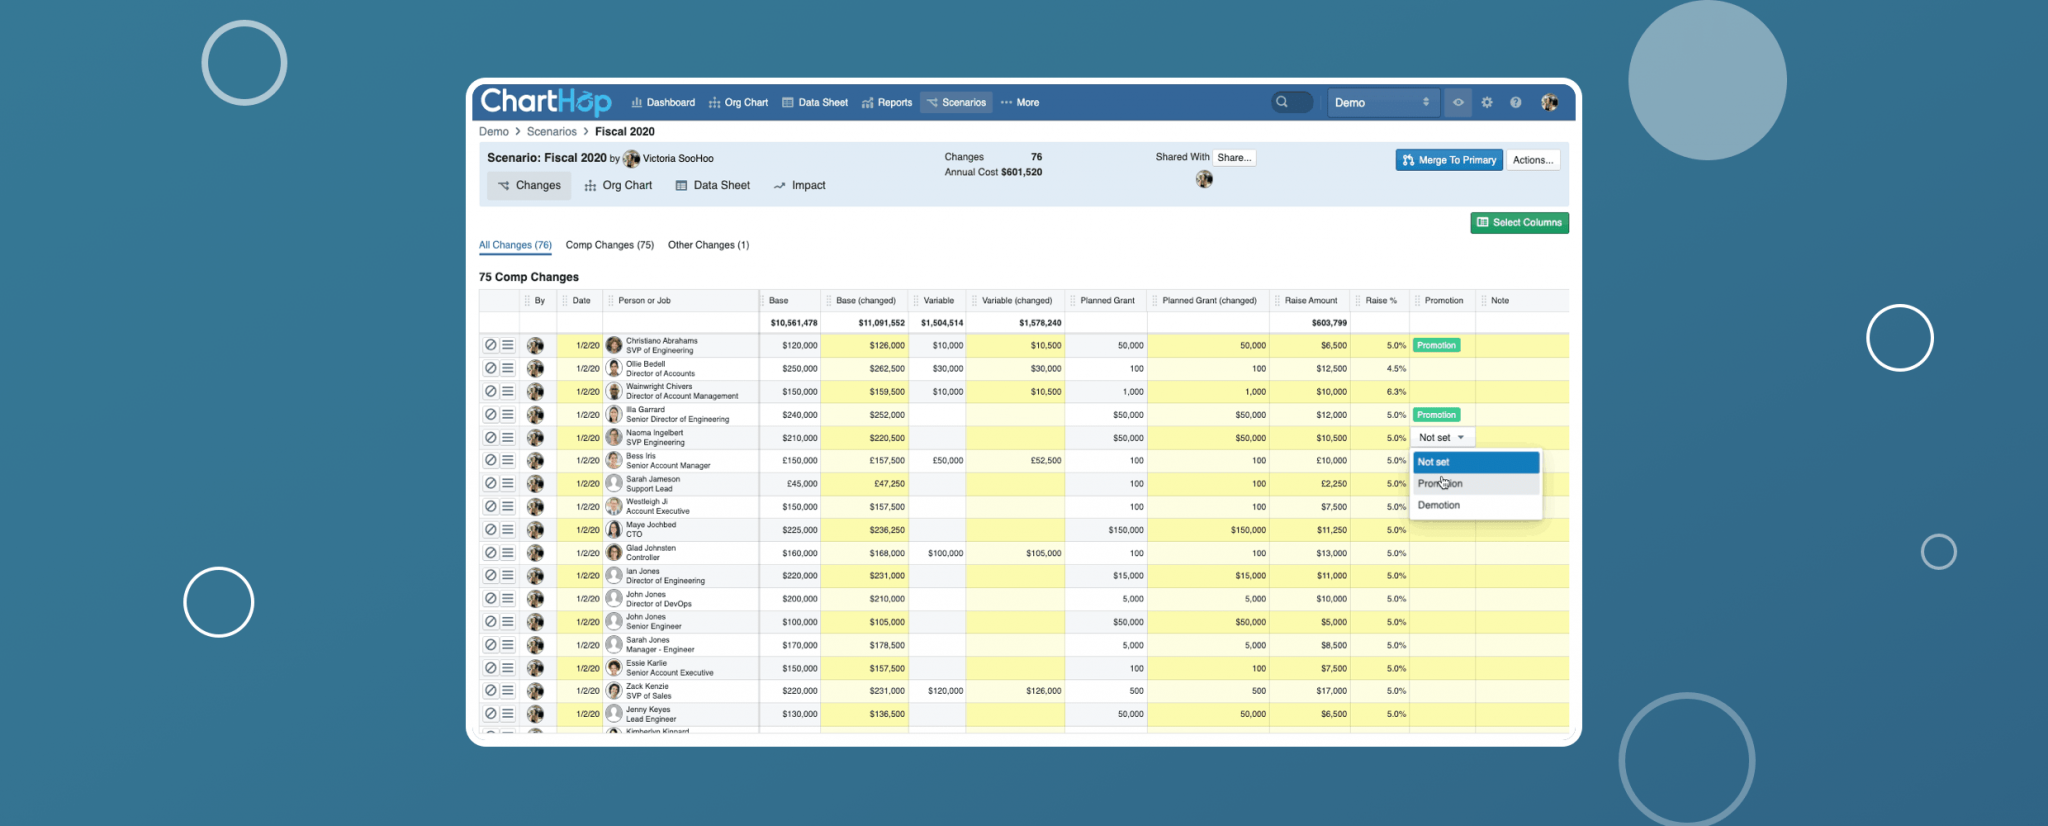 ChartHop Dashboard Org Chart Data Sheet Reports Scenarios More Demo
Demo > Scenarios > Fiscal 2020
Scenario: Fiscal 2020 by Victoria SooHoo
Changes 76
Annual Cost $601,520
Shared With Share...
Merge To Primary Actions...
Changes Org Chart Data Sheet Impact
Select Columns
All Changes (76) Comp Changes (75) Other Changes (1)
75 Comp Changes
By Date Person or Job Base Base (changed) Variable Variable (changed) Planned Grant Planned Grant (changed) Raise Amount Raise % Promotion Note
$10,561,478 $11,091,552 $1,504,514 $1,578,240 $603,799
1/2/20 Christiano Abrahams SVP of Engineering $120,000 $126,000 $10,000 $10,500 50,000 50,000 $6,500 5.0% Promotion
1/2/20 Ollie Bedell Director of Accounts $250,000 $262,500 $30,000 $30,000 100 100 $12,500 4.5%
1/2/20 Wainwright Chivers Director of Account Management $150,000 $159,500 $10,000 $10,500 1,000 1,000 $10,000 6.3%
1/2/20 Illa Garrard Senior Director of Engineering $240,000 $252,000 $50,000 $50,000 $12,000 5.0% Promotion
1/2/20 Naoma Ingelbert SVP Engineering $210,000 $220,500 $50,000 $50,000 $10,500 5.0% Not set
1/2/20 Bess Iris Senior Account Manager £150,000 £157,500 £50,000 £52,500 100 100 £10,000 5.0% Not set
1/2/20 Sarah Jameson Support Lead £45,000 £47,250 100 100 £2,250 5.0% Promotion
1/2/20 Westleigh Ji Account Executive $150,000 $157,500 100 100 $7,500 5.0% Demotion
1/2/20 Maye Jochbed CTO $225,000 $236,250 $150,000 $150,000 $11,250 5.0%
1/2/20 Glad Johnsten Controller $160,000 $168,000 $100,000 $105,000 100 100 $13,000 5.0%
1/2/20 Ian Jones Director of Engineering $220,000 $231,000 $15,000 $15,000 $11,000 5.0%
1/2/20 John Jones Director of DevOps $200,000 $210,000 5,000 5,000 $10,000 5.0%
1/2/20 John Jones Senior Engineer $100,000 $105,000 $50,000 $50,000 $5,000 5.0%
1/2/20 Sarah Jones Manager - Engineer $170,000 $178,500 5,000 5,000 $8,500 5.0%
1/2/20 Essie Karlie Senior Account Executive $150,000 $157,500 100 100 $7,500 5.0%
1/2/20 Zack Kenzie SVP of Sales $220,000 $231,000 $120,000 $126,000 500 500 $17,000 5.0%
1/2/20 Jenny Keyes Lead Engineer $130,000 $136,500 50,000 50,000 $6,500 5.0%